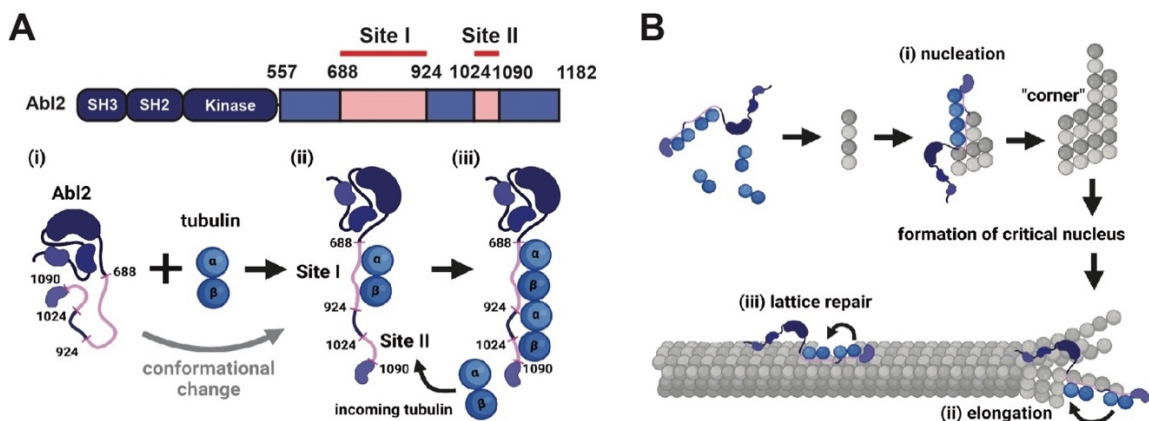 A
Site I Site II
557 688 924 1024 1090 1182
Abl2 SH3 SH2 Kinase
(i)
Abl2
tubulin
α
β
688
1090
1024
924
conformational
change
(ii)
688
Site I
α
β
924
1024
Site II
1090
incoming tubulin
α
β
(iii)
688
α
β
924
α
1024
β
1090
B
(i) nucleation
"corner"
formation of critical nucleus
(iii) lattice repair
(ii) elongation